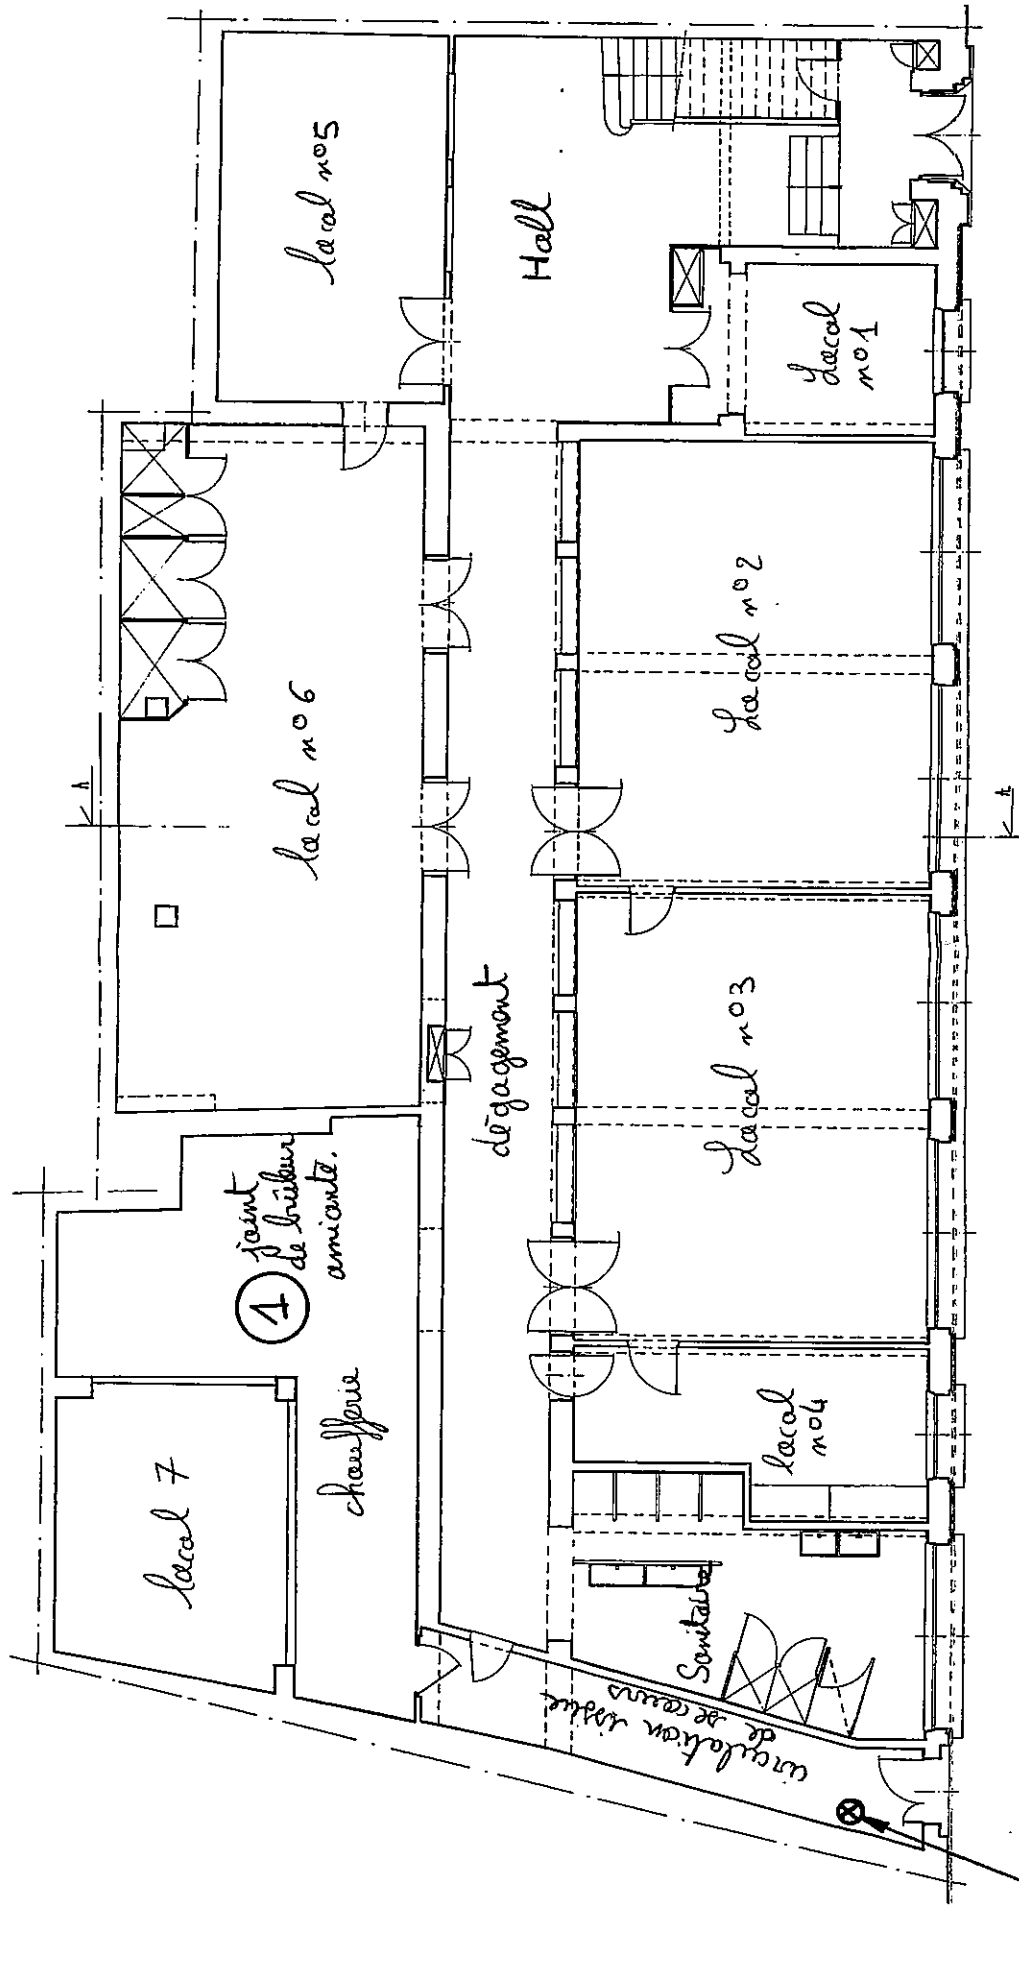 local n°5
Hall
Local
n°1
local n°6
Local n°2
dégagement
Local n°3
1
joint
de brûleur
amiante.
chaufferie
local 7
local
n°4
Sanitaire
circulation issue
de secours
A
A